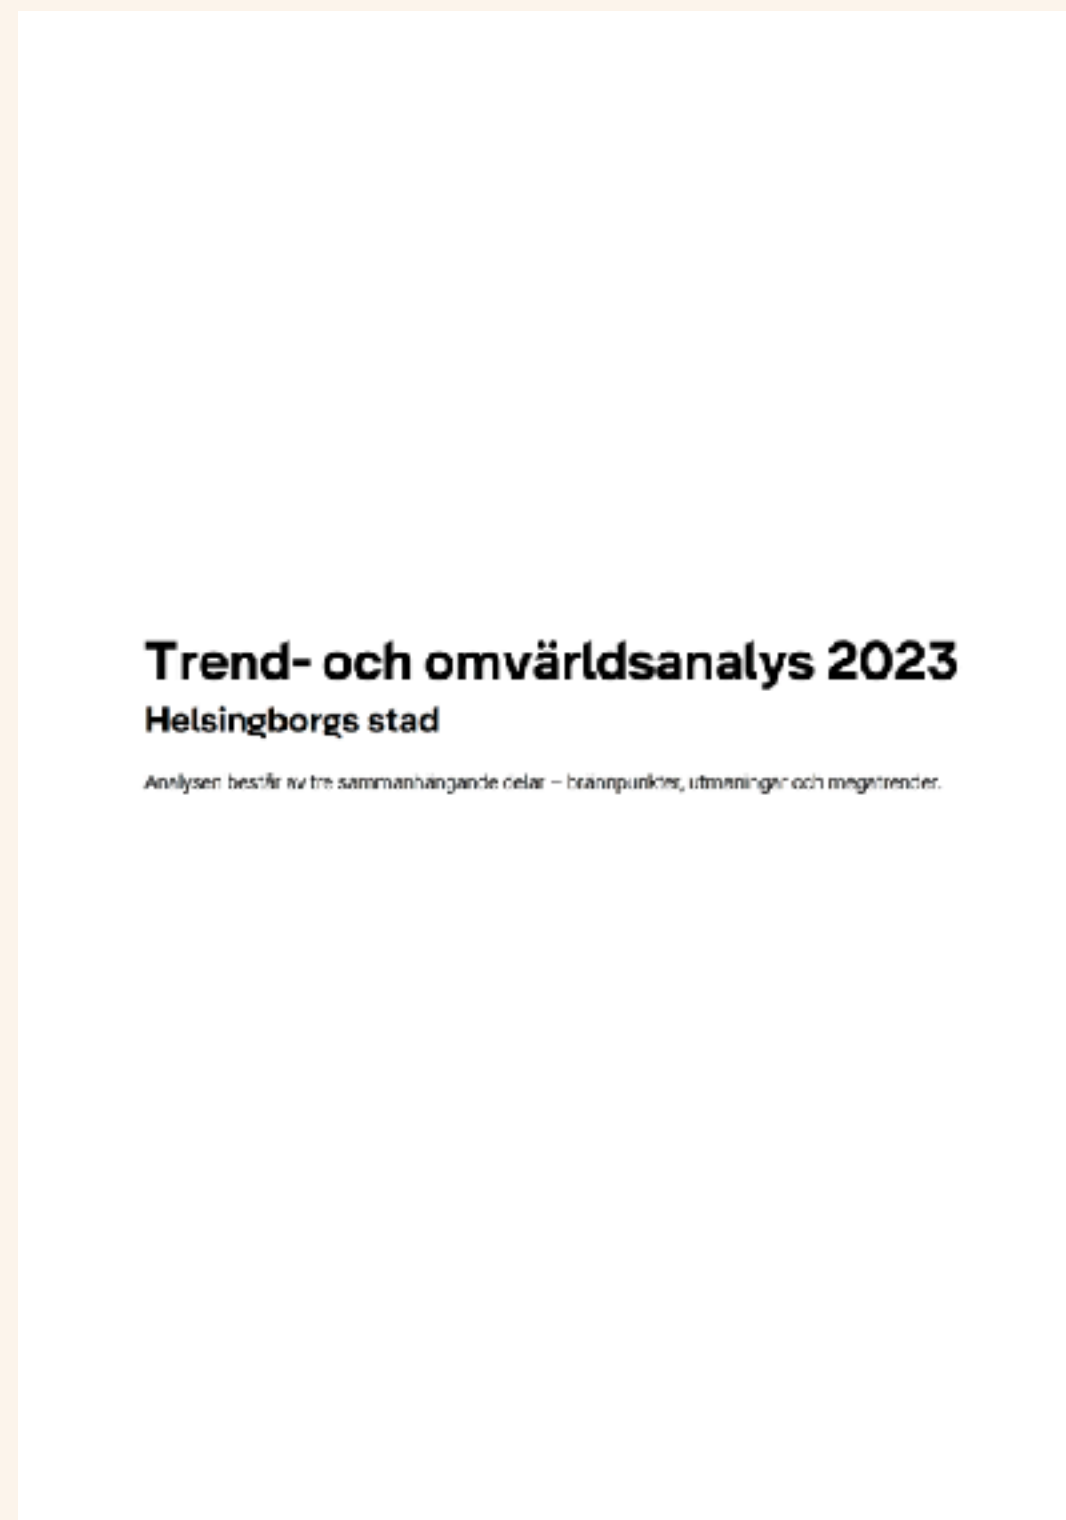 Trend- och omvärldsanalys 2023
Helsingborgs stad
Analysen består av tre sammanhängande delar – brännpunkter, utmaningar och megatrender.